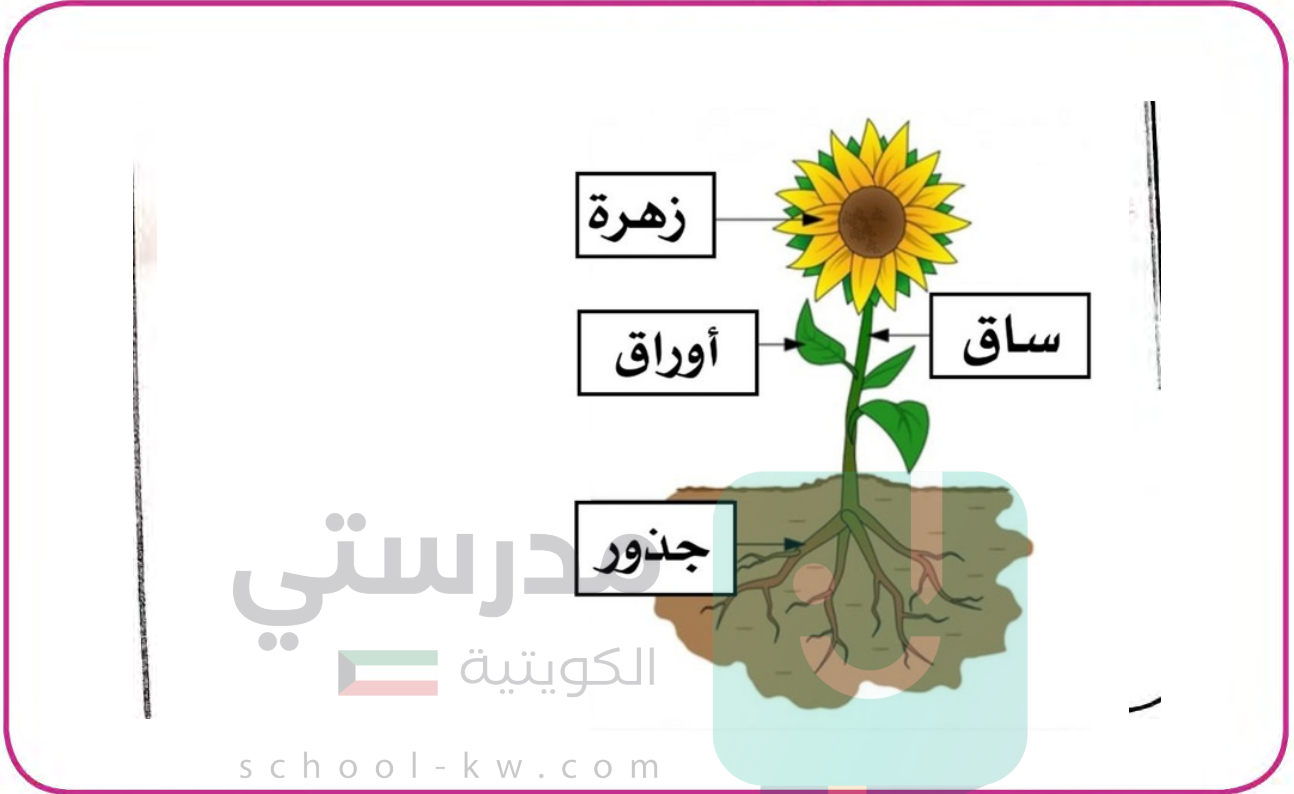 زهرة
ساق
أوراق
جذور
مدرستي
الكويتية
school-kw.com